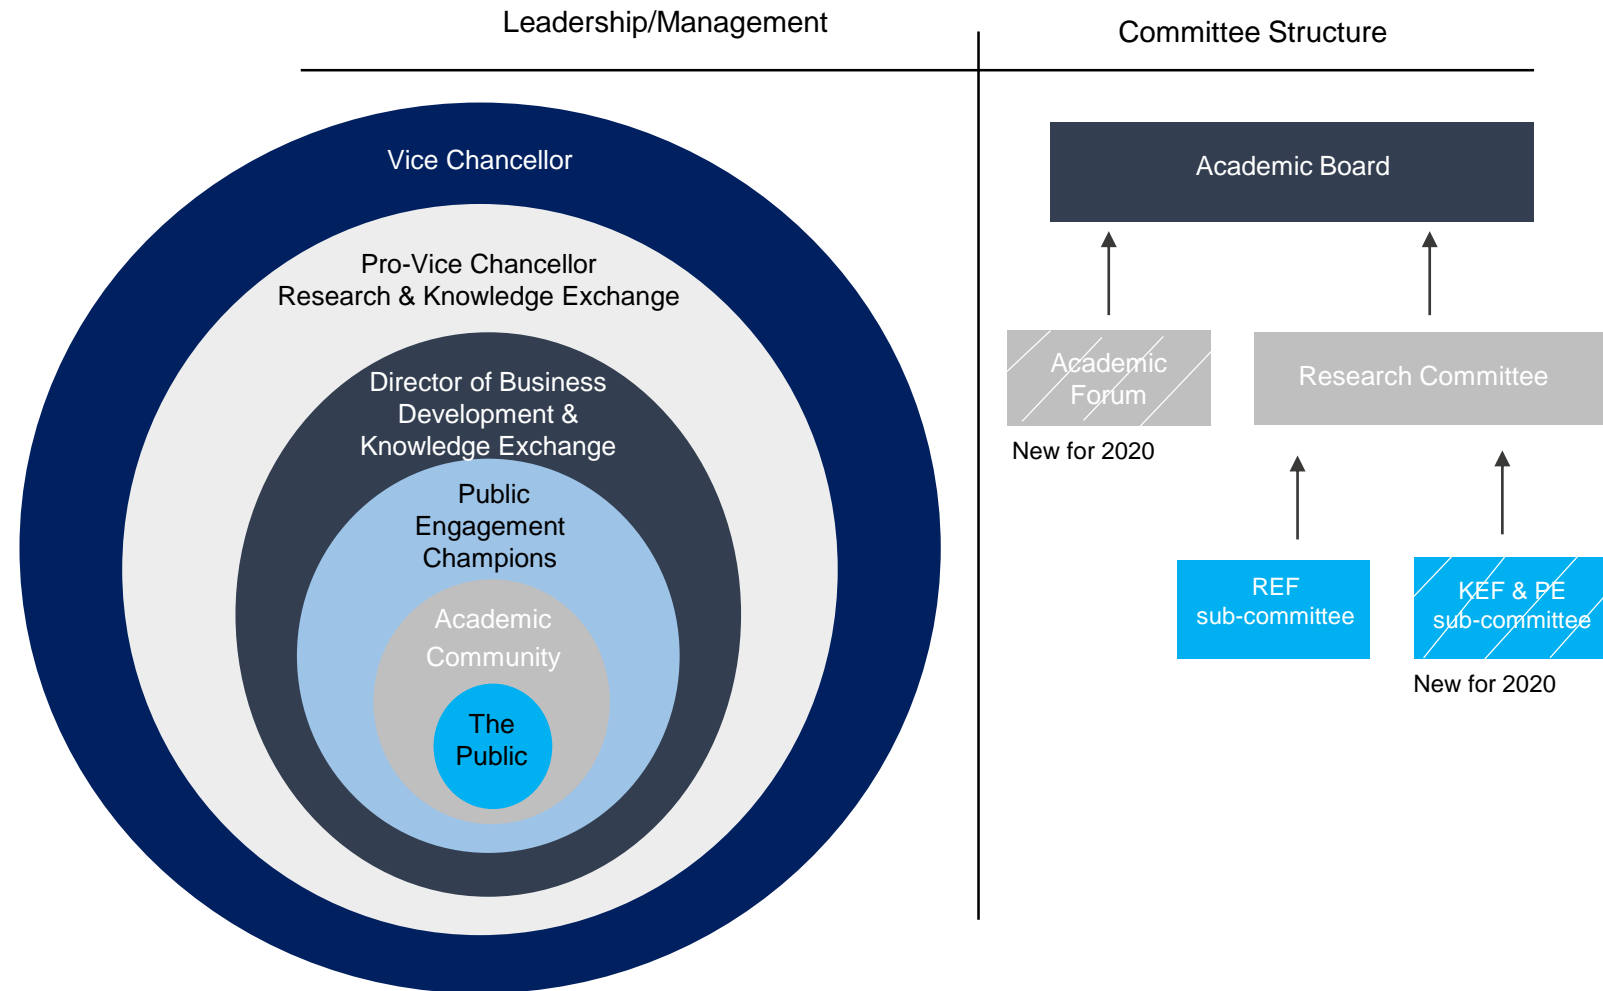 Leadership/Management
Committee Structure
Vice Chancellor
Pro-Vice Chancellor
Research & Knowledge Exchange
Director of Business
Development &
Knowledge Exchange
Public
Engagement
Champions
Academic
Community
The
Public
Academic Board
Academic
Forum
New for 2020
Research Committee
REF
sub-committee
KEF & PE
sub-committee
New for 2020